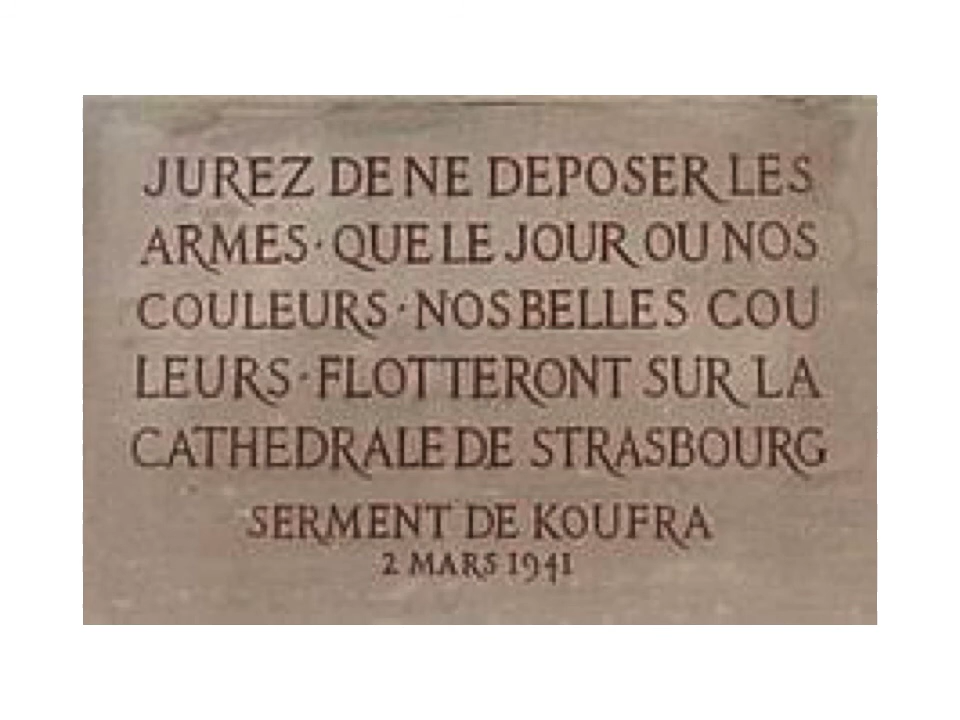 JUREZ DE NE DEPOSER LES
ARMES · QUE LE JOUR OU NOS
COULEURS · NOS BELLES COU
LEURS · FLOTTERONT SUR LA
CATHEDRALE DE STRASBOURG
SERMENT DE KOUFRA
2 MARS 1941